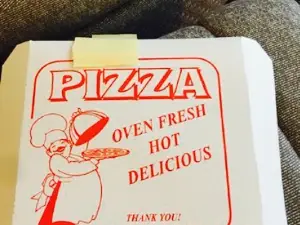 PIZZA
OVEN FRESH
HOT
DELICIOUS
THANK YOU!